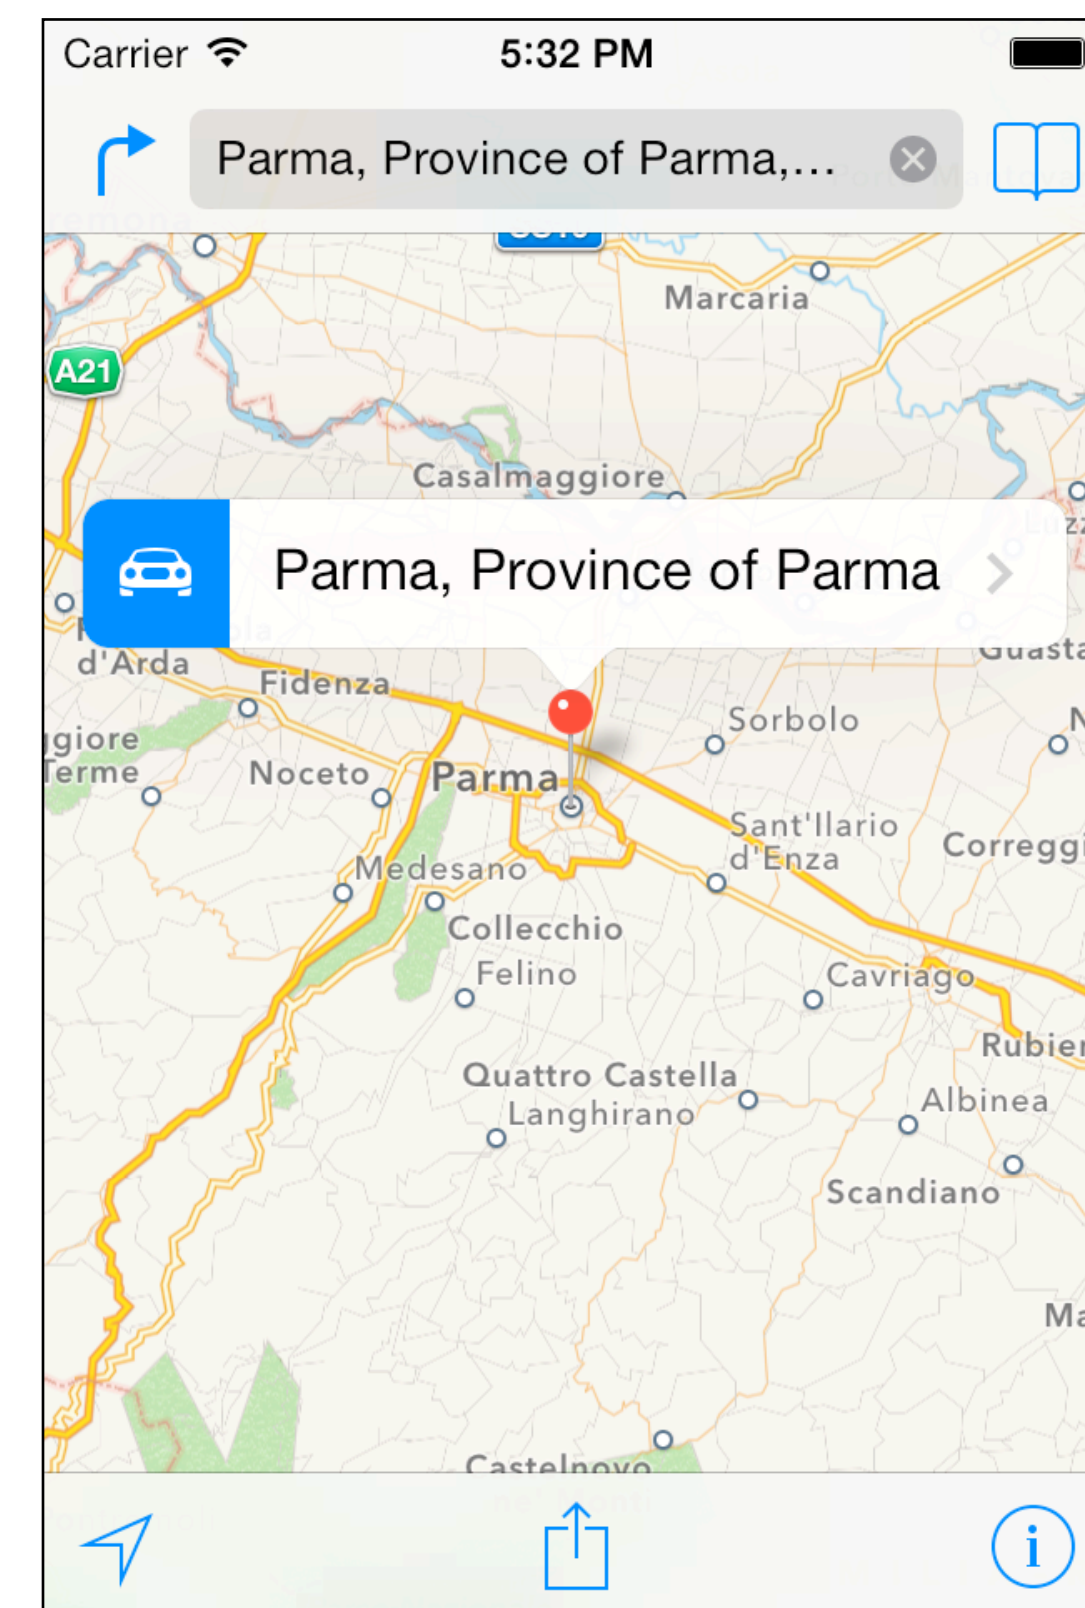 Carrier
5:32 PM
Parma, Province of Parma,...
Marcaria
A21
Casalmaggiore
Parma, Province of Parma
d'Arda
Fidenza
Sorbolo
Terme
Noceto
Parma
Sant'Ilario
d'Enza
Medesano
Collecchio
Felino
Cavriago
Quattro Castella
Langhirano
Albinea
Scandiano
Castelnovo